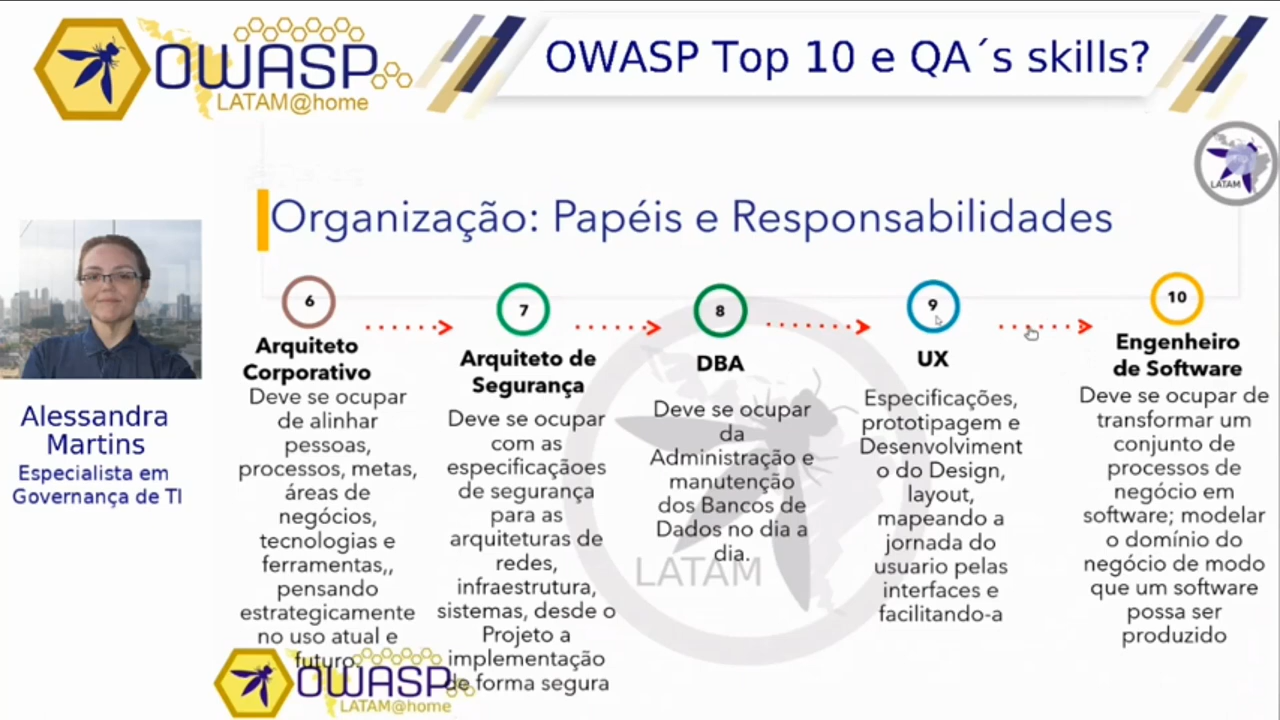 OWASP
LATAM@home
OWASP Top 10 e QA´s skills?
LATAM
Organização: Papéis e Responsabilidades
6
Arquiteto
Corporativo
Deve se ocupar
de alinhar
pessoas,
processos, metas,
áreas de
negócios,
tecnologias e
ferramentas,,
pensando
estrategicamente
no uso atual e
futuro
7
Arquiteto de
Segurança
Deve se ocupar
com as
especificaçãoes
de segurança
para as
arquiteturas de
redes,
infraestrutura,
sistemas, desde o
Projeto a
implementação
de forma segura
8
DBA
Deve se ocupar
da
Administração e
manutenção
dos Bancos de
Dados no dia a
dia.
LATAM
9
UX
Especificações,
prototipagem e
Desenvolviment
o do Design,
layout,
mapeando a
jornada do
usuario pelas
interfaces e
facilitando-a
10
Engenheiro
de Software
Deve se ocupar de
transformar um
conjunto de
processos de
negócio em
software; modelar
o domínio do
negócio de modo
que um software
possa ser
produzido
Alessandra
Martins
Especialista em
Governança de TI
OWASP
LATAM@home